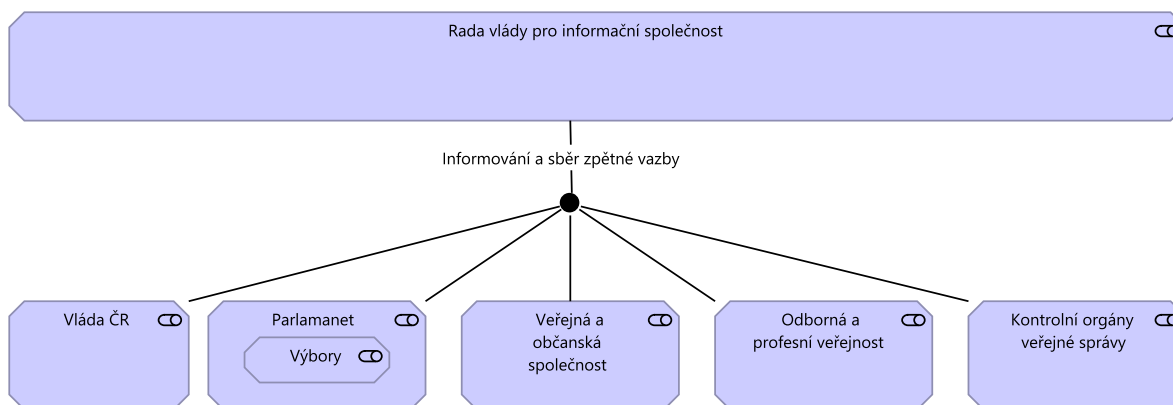 Rada vlády pro informační společnost
Informování a sběr zpětné vazby
Vláda ČR
Parlamanet
Výbory
Veřejná a
občanská
společnost
Odborná a
profesní veřejnost
Kontrolní orgány
veřejné správy